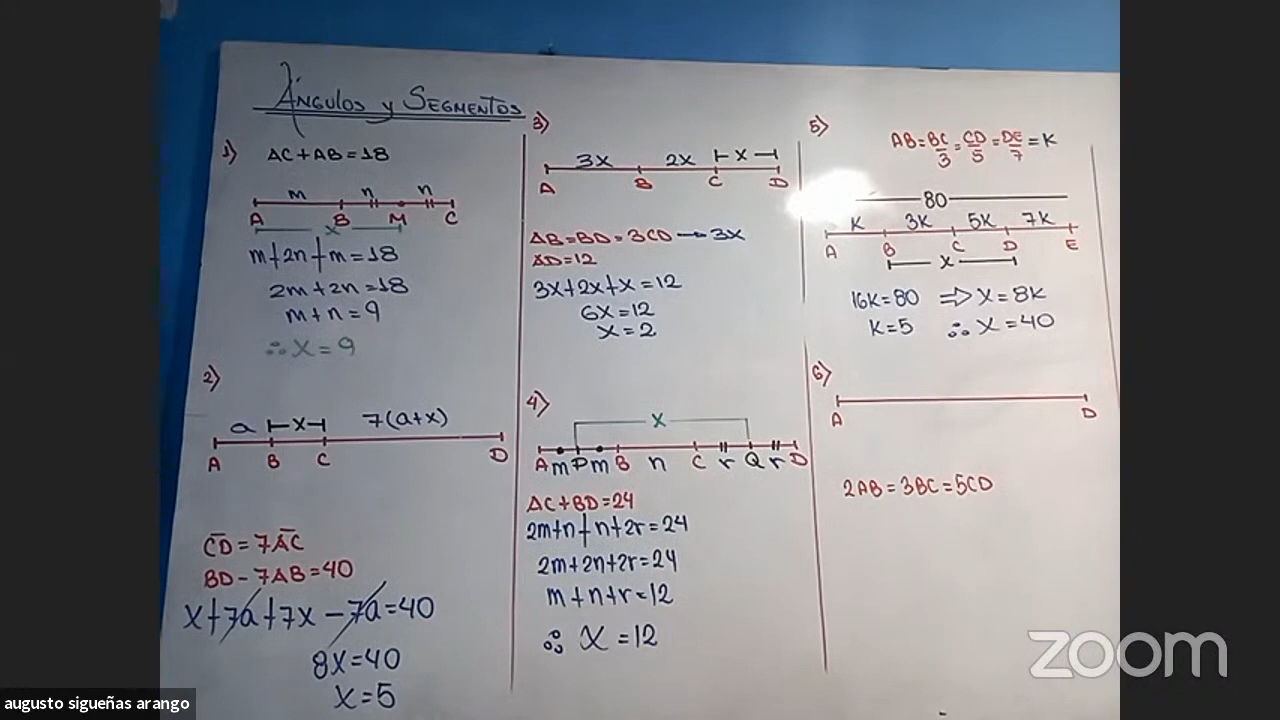 Ángulos y Segmentos
1)
AC+AB=18
m n n
A B M C
x
m+2n+m=18
2m+2n=18
m+n=9
∴ x=9
2)
a x 7(a+x)
A B C D
CD=7AC
BD-7AB=40
x+7a+7x-7a=40
8x=40
x=5
3)
3x 2x x
A B C D
AB=BD=3CD → 3x
AD=12
3x+2x+x=12
6x=12
x=2
4)
x
A m P m B n C r Q r D
AC+BD=24
2m+n+n+2r=24
2m+2n+2r=24
m+n+r=12
∴ x=12
5)
AB=BC/3=CD/5=DE/7=K
80
K 3K 5K 7K
A B C D E
x
16K=80 ⇒ x=8K
K=5 ∴ x=40
6)
A D
2AB=3BC=5CD
zoom
augusto sigueñas arango